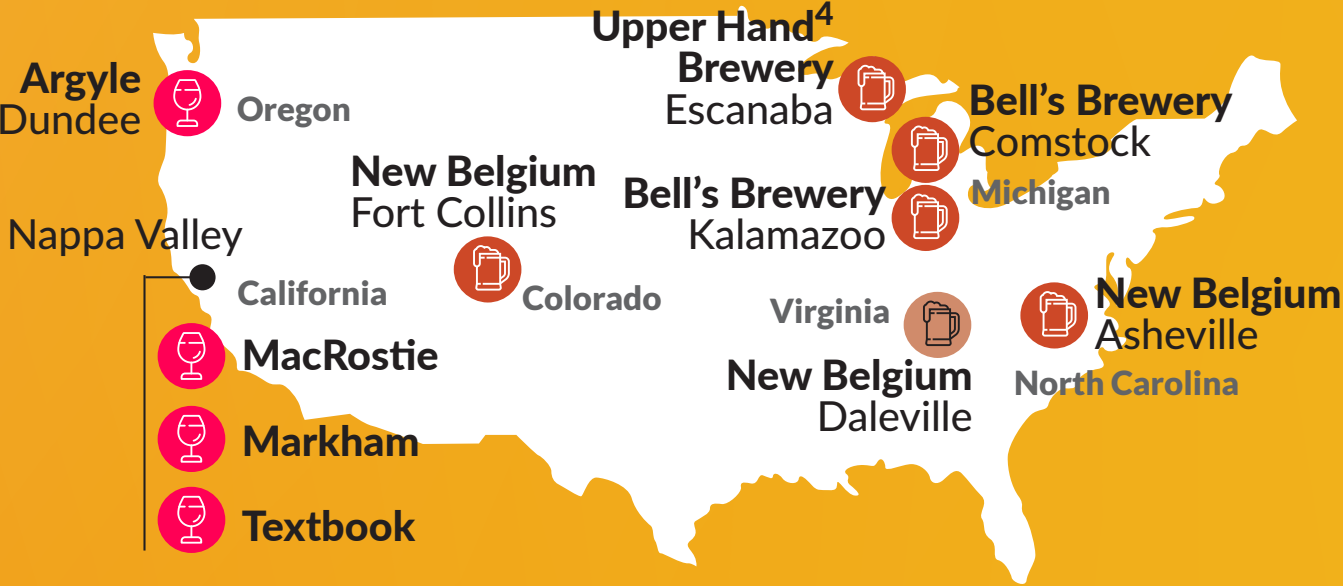 Upper Hand4
Brewery
Escanaba
Argyle
Dundee
Oregon
Bell's Brewery
Comstock
Michigan
New Belgium
Fort Collins
Colorado
Bell's Brewery
Kalamazoo
Nappa Valley
California
MacRostie
Markham
Textbook
Virginia
New Belgium
Daleville
New Belgium
Asheville
North Carolina